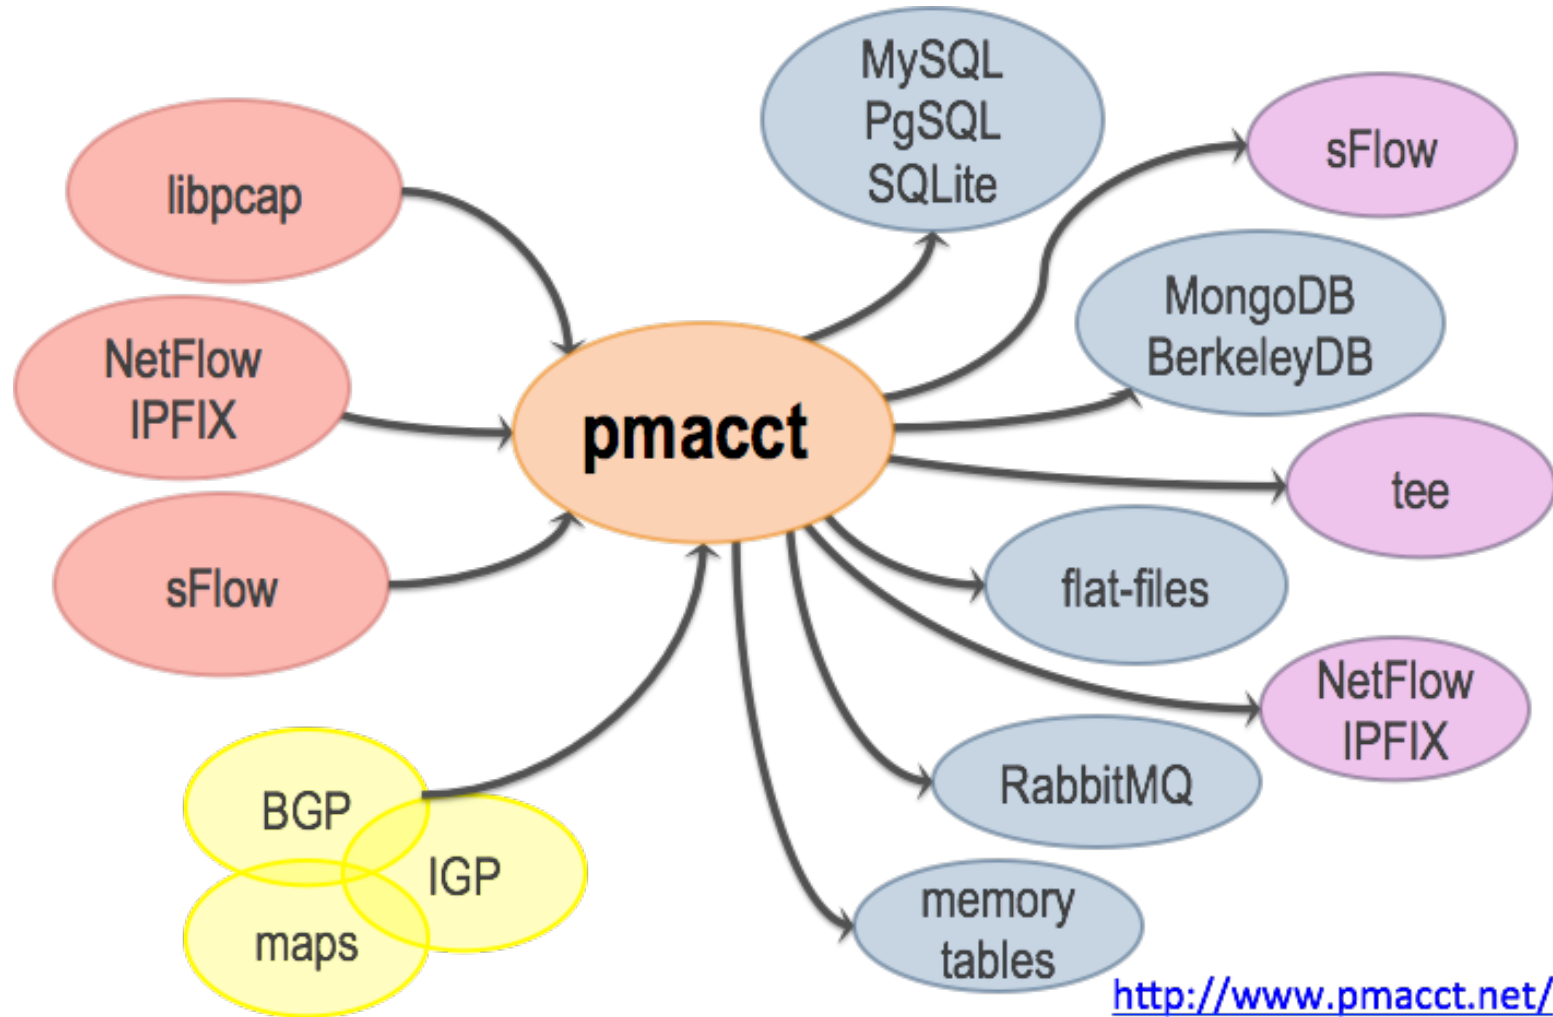 MySQL
PgSQL
SQLite
sFlow
libpcap
MongoDB
BerkeleyDB
NetFlow
IPFIX
pmacct
tee
sFlow
flat-files
NetFlow
IPFIX
RabbitMQ
BGP
IGP
maps
memory
tables
http://www.pmacct.net/